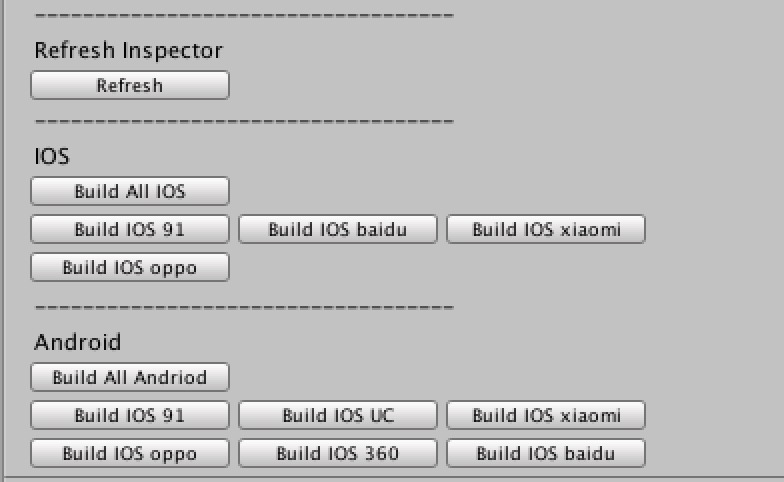 ----------------------------------
Refresh Inspector
Refresh
----------------------------------
IOS
Build All IOS
Build IOS 91 Build IOS baidu Build IOS xiaomi
Build IOS oppo
----------------------------------
Android
Build All Andriod
Build IOS 91 Build IOS UC Build IOS xiaomi
Build IOS oppo Build IOS 360 Build IOS baidu